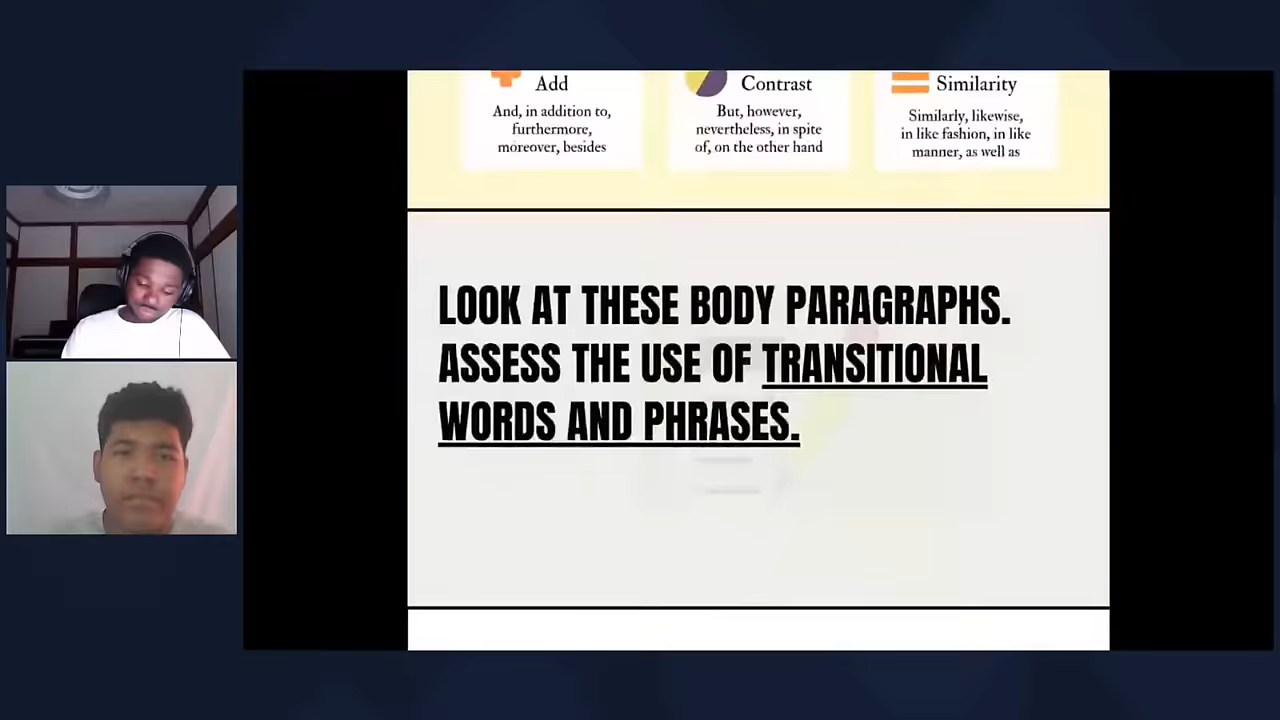 Add
And, in addition to,
furthermore,
moreover, besides
Contrast
But, however,
nevertheless, in spite
of, on the other hand
Similarity
Similarly, likewise,
in like fashion, in like
manner, as well as
LOOK AT THESE BODY PARAGRAPHS.
ASSESS THE USE OF TRANSITIONAL
WORDS AND PHRASES.